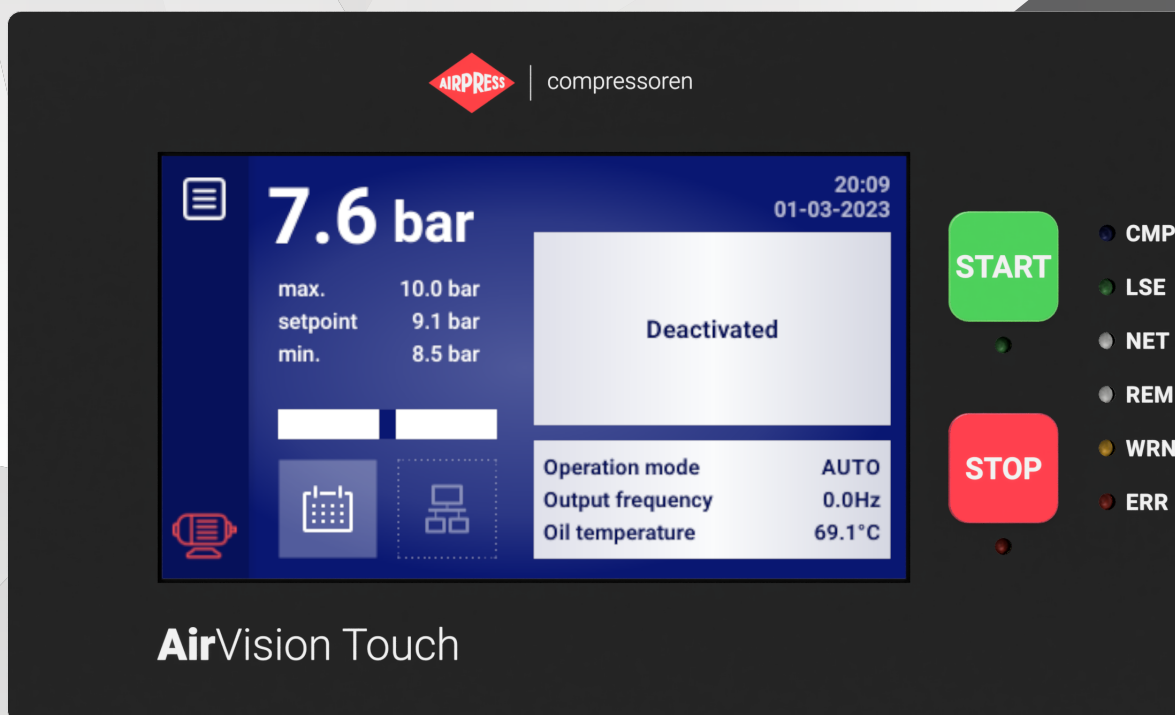 AIRPRESS
compressoren
7.6 bar
20:09
01-03-2023
max. 10.0 bar
setpoint 9.1 bar
min. 8.5 bar
Deactivated
Operation mode AUTO
Output frequency 0.0Hz
Oil temperature 69.1°C
START
STOP
CMP
LSE
NET
REM
WRN
ERR
AirVision Touch